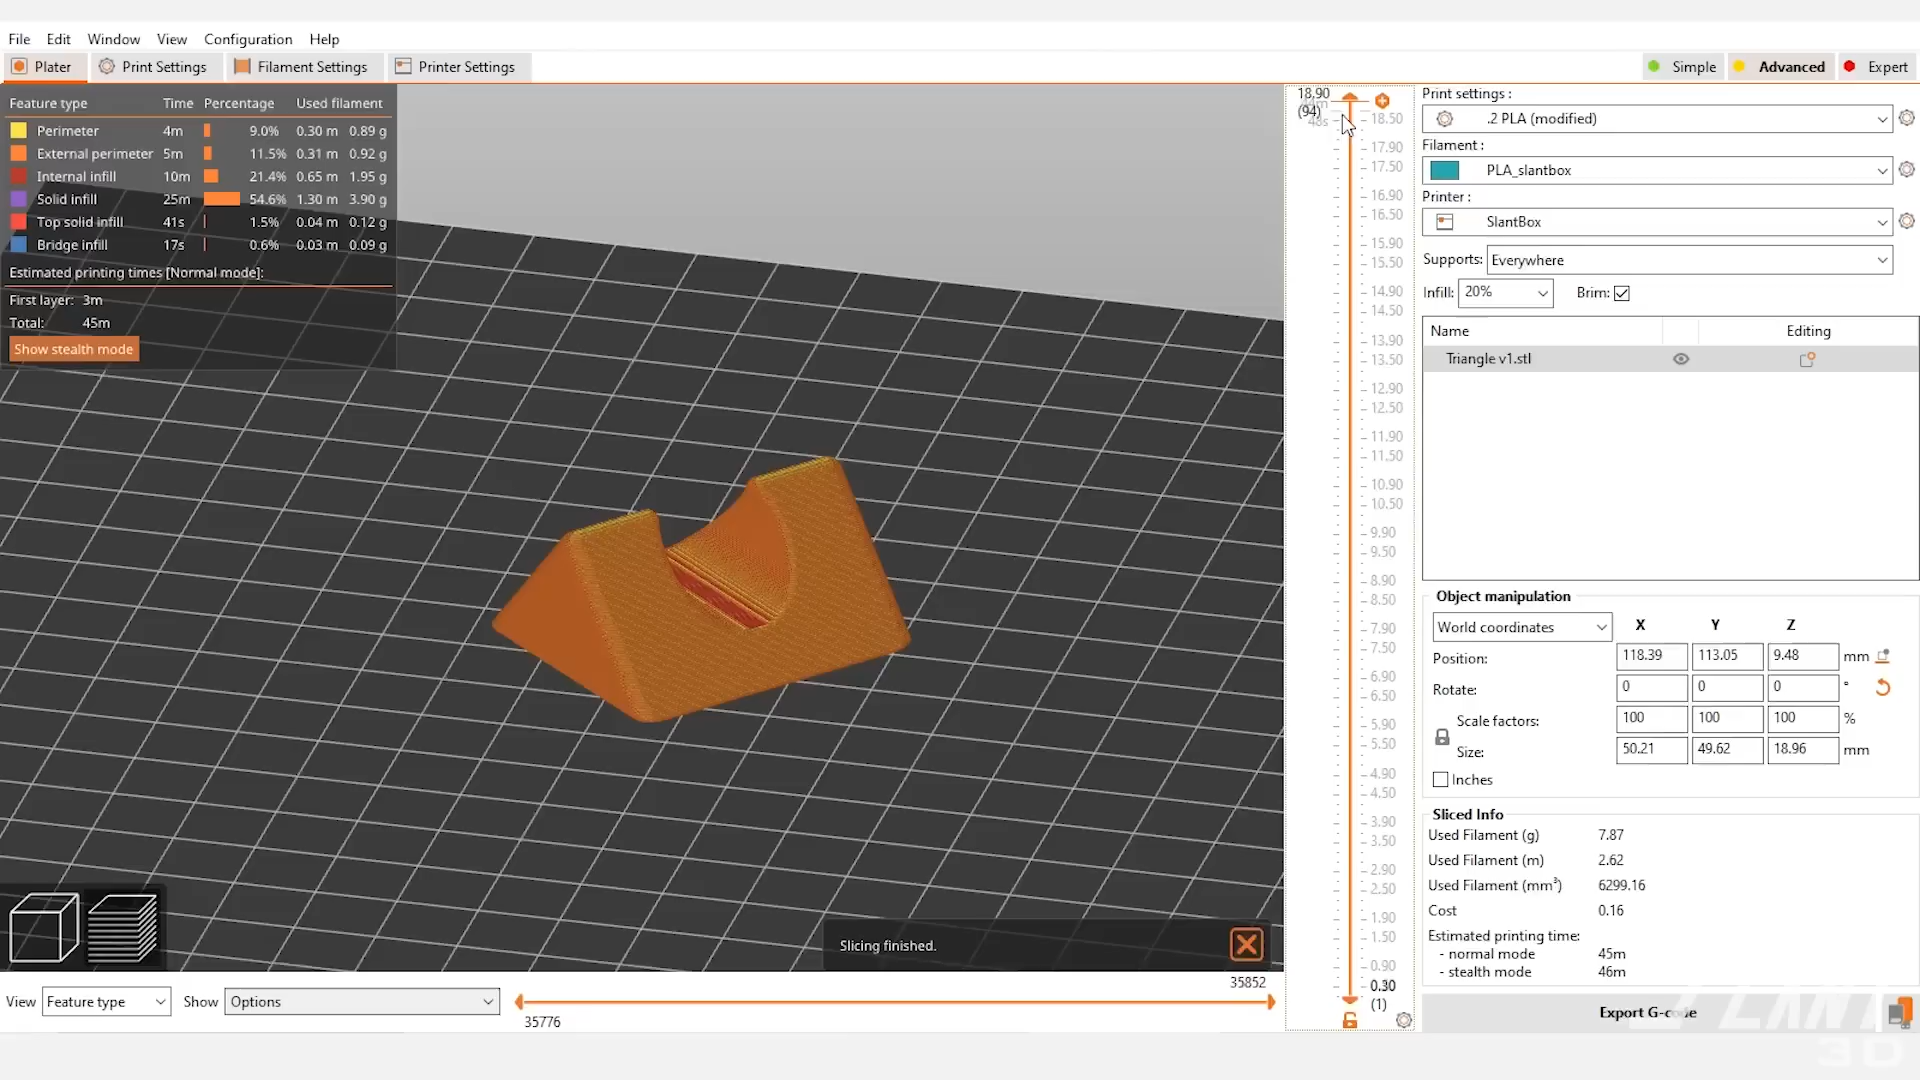 File Edit Window View Configuration Help
Plater Print Settings Filament Settings Printer Settings Simple Advanced Expert
Feature type Time Percentage Used filament
Perimeter 4m 9.0% 0.30 m 0.89 g
External perimeter 5m 11.5% 0.31 m 0.92 g
Internal infill 10m 21.4% 0.65 m 1.95 g
Solid infill 25m 54.6% 1.30 m 3.90 g
Top solid infill 41s 1.5% 0.04 m 0.12 g
Bridge infill 17s 0.6% 0.03 m 0.09 g
Estimated printing times [Normal mode]:
First layer: 3m
Total: 45m
Show stealth mode
Slicing finished.
View Feature type Show Options
35852
35776
18.90
(94)
18.50
17.90
17.50
16.90
16.50
15.90
15.50
14.90
14.50
13.90
13.50
12.90
12.50
11.90
11.50
10.90
10.50
9.90
9.50
8.90
8.50
7.90
7.50
6.90
6.50
5.90
5.50
4.90
4.50
3.90
3.50
2.90
2.50
1.90
1.50
0.90
0.30
(1)
Print settings :
.2 PLA (modified)
Filament :
PLA_slantbox
Printer :
SlantBox
Supports: Everywhere
Infill: 20% Brim:
Name Editing
Triangle v1.stl
Object manipulation
World coordinates X Y Z
Position: 118.39 113.05 9.48 mm
Rotate: 0 0 0 °
Scale factors: 100 100 100 %
Size: 50.21 49.62 18.96 mm
Inches
Sliced Info
Used Filament (g) 7.87
Used Filament (m) 2.62
Used Filament (mm³) 6299.16
Cost 0.16
Estimated printing time:
- normal mode 45m
- stealth mode 46m
Export G-code
3D